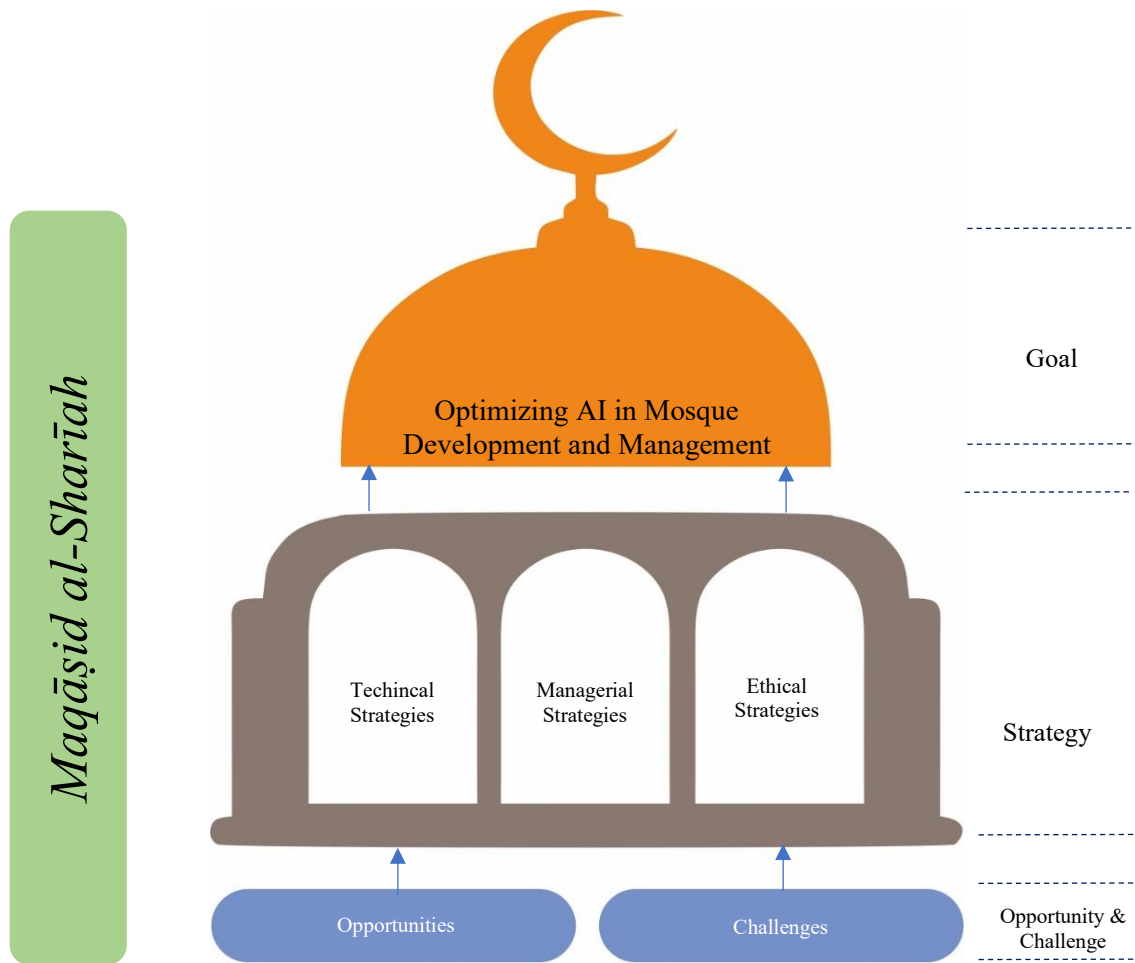 Maqāṣid al-Sharīah
Optimizing AI in Mosque
Development and Management
Goal
Techincal
Strategies
Managerial
Strategies
Ethical
Strategies
Strategy
Opportunities
Challenges
Opportunity &
Challenge